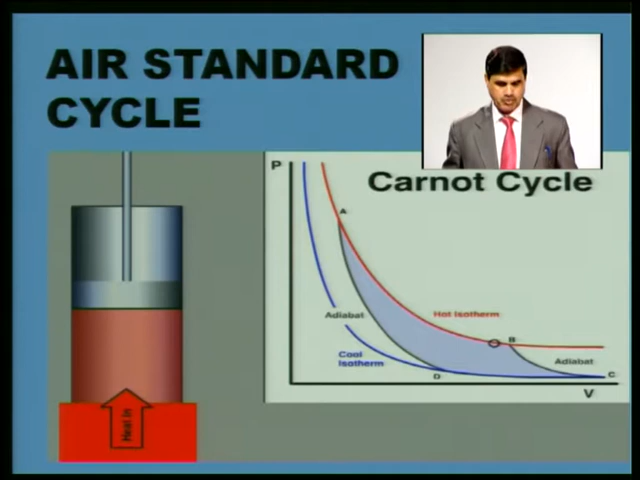 AIR STANDARD
CYCLE
P
Carnot Cycle
A
Adiabat
Hot Isotherm
B
Cool
Isotherm
Adiabat
D
C
V
Heat In